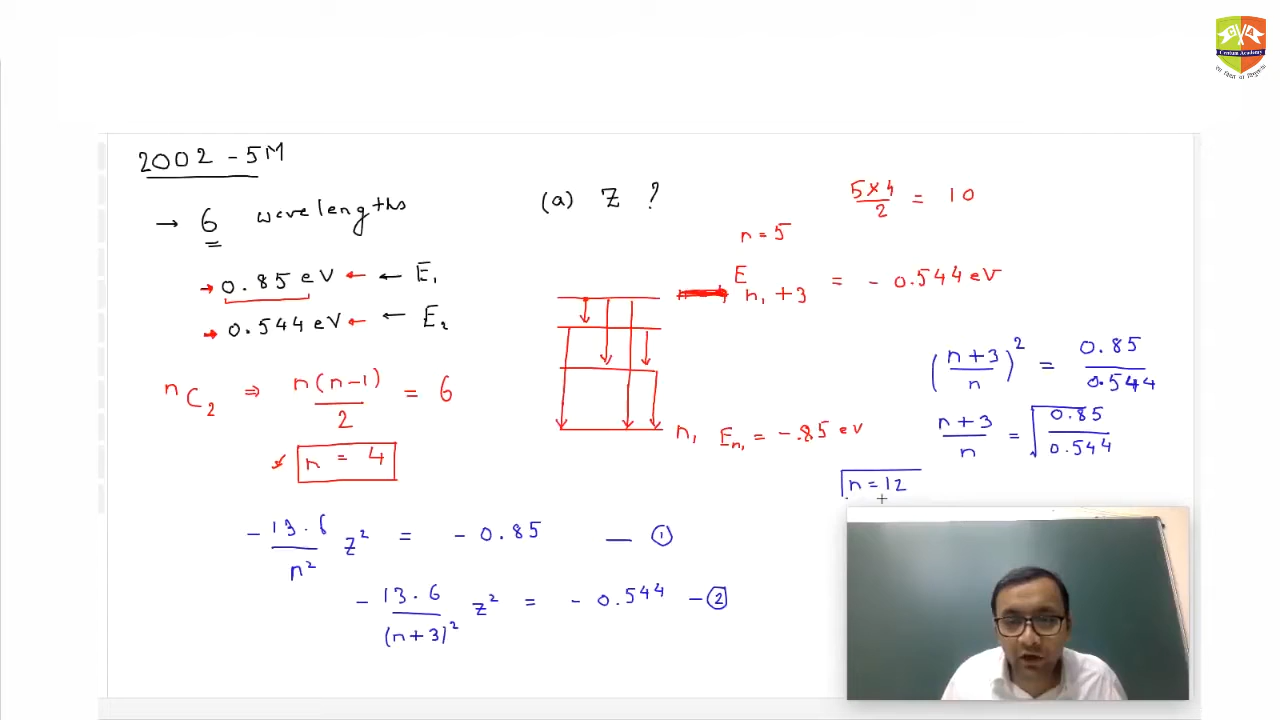 Centum Academy
2002 - 5M
→ 6 wavelengths
→ 0.85 eV ← ← E₁
→ 0.544 eV ← ← E₂
ⁿC₂ ⇒ n(n-1)/2 = 6
n = 4
(a) Z ?
5×4/2 = 10
n = 5
E n₁ + 3 = - 0.544 eV
n₁ Eₙ₁ = - .85 eV
((n+3)/n)² = 0.85/0.544
(n+3)/n = √(0.85/0.544)
n = 12
- 13.6/n² z² = - 0.85 — ①
- 13.6/(n+3)² z² = - 0.544 - ②